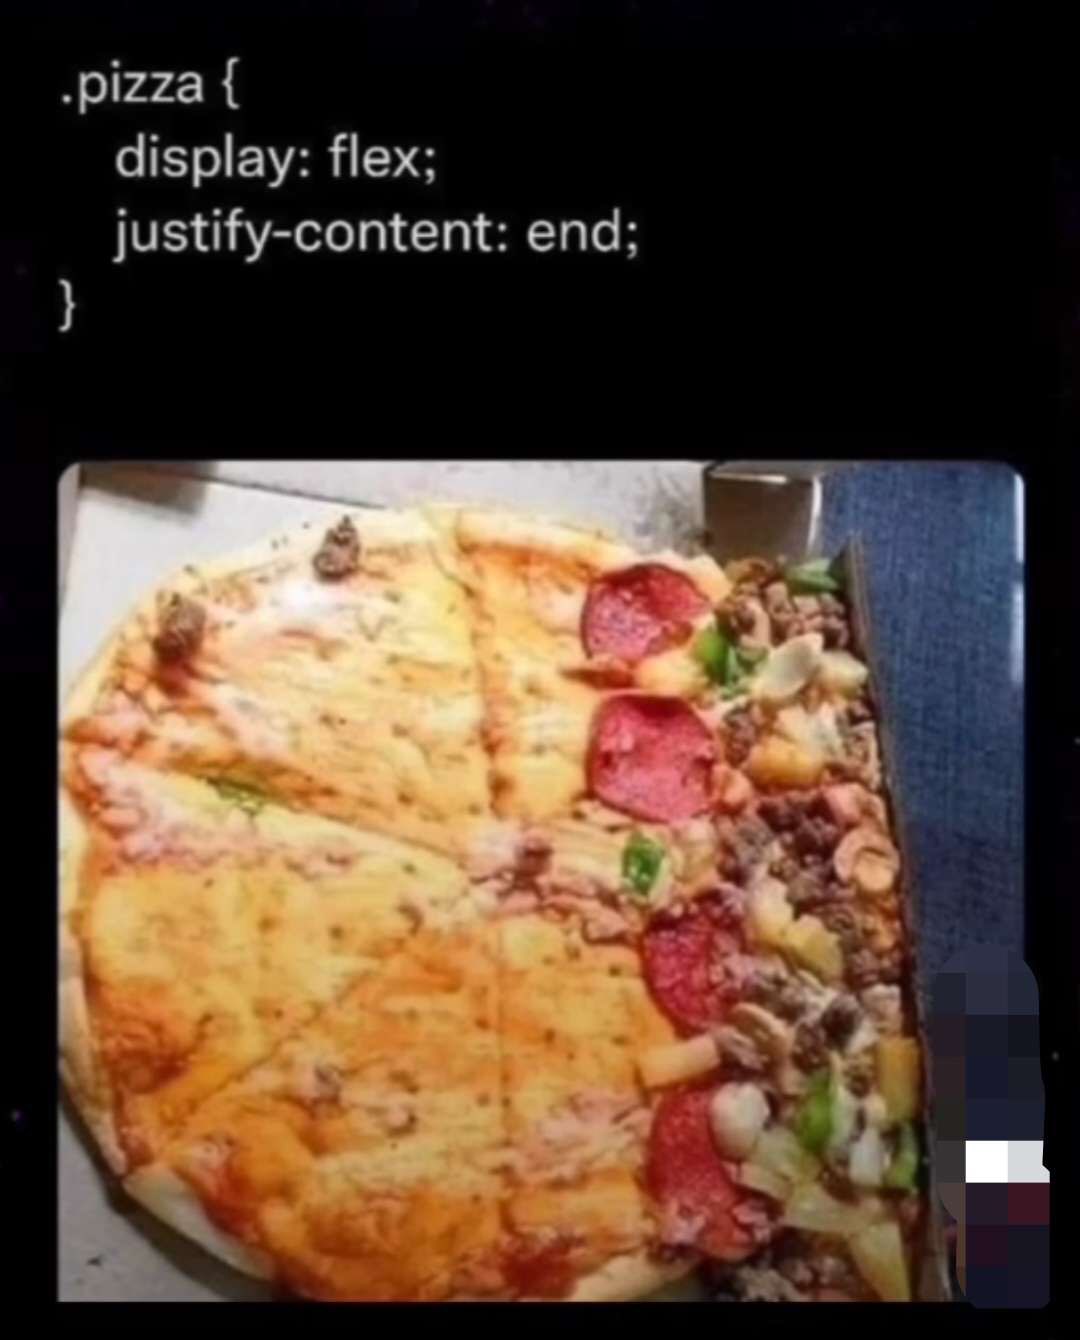 .pizza {
display: flex;
justify-content: end;
}